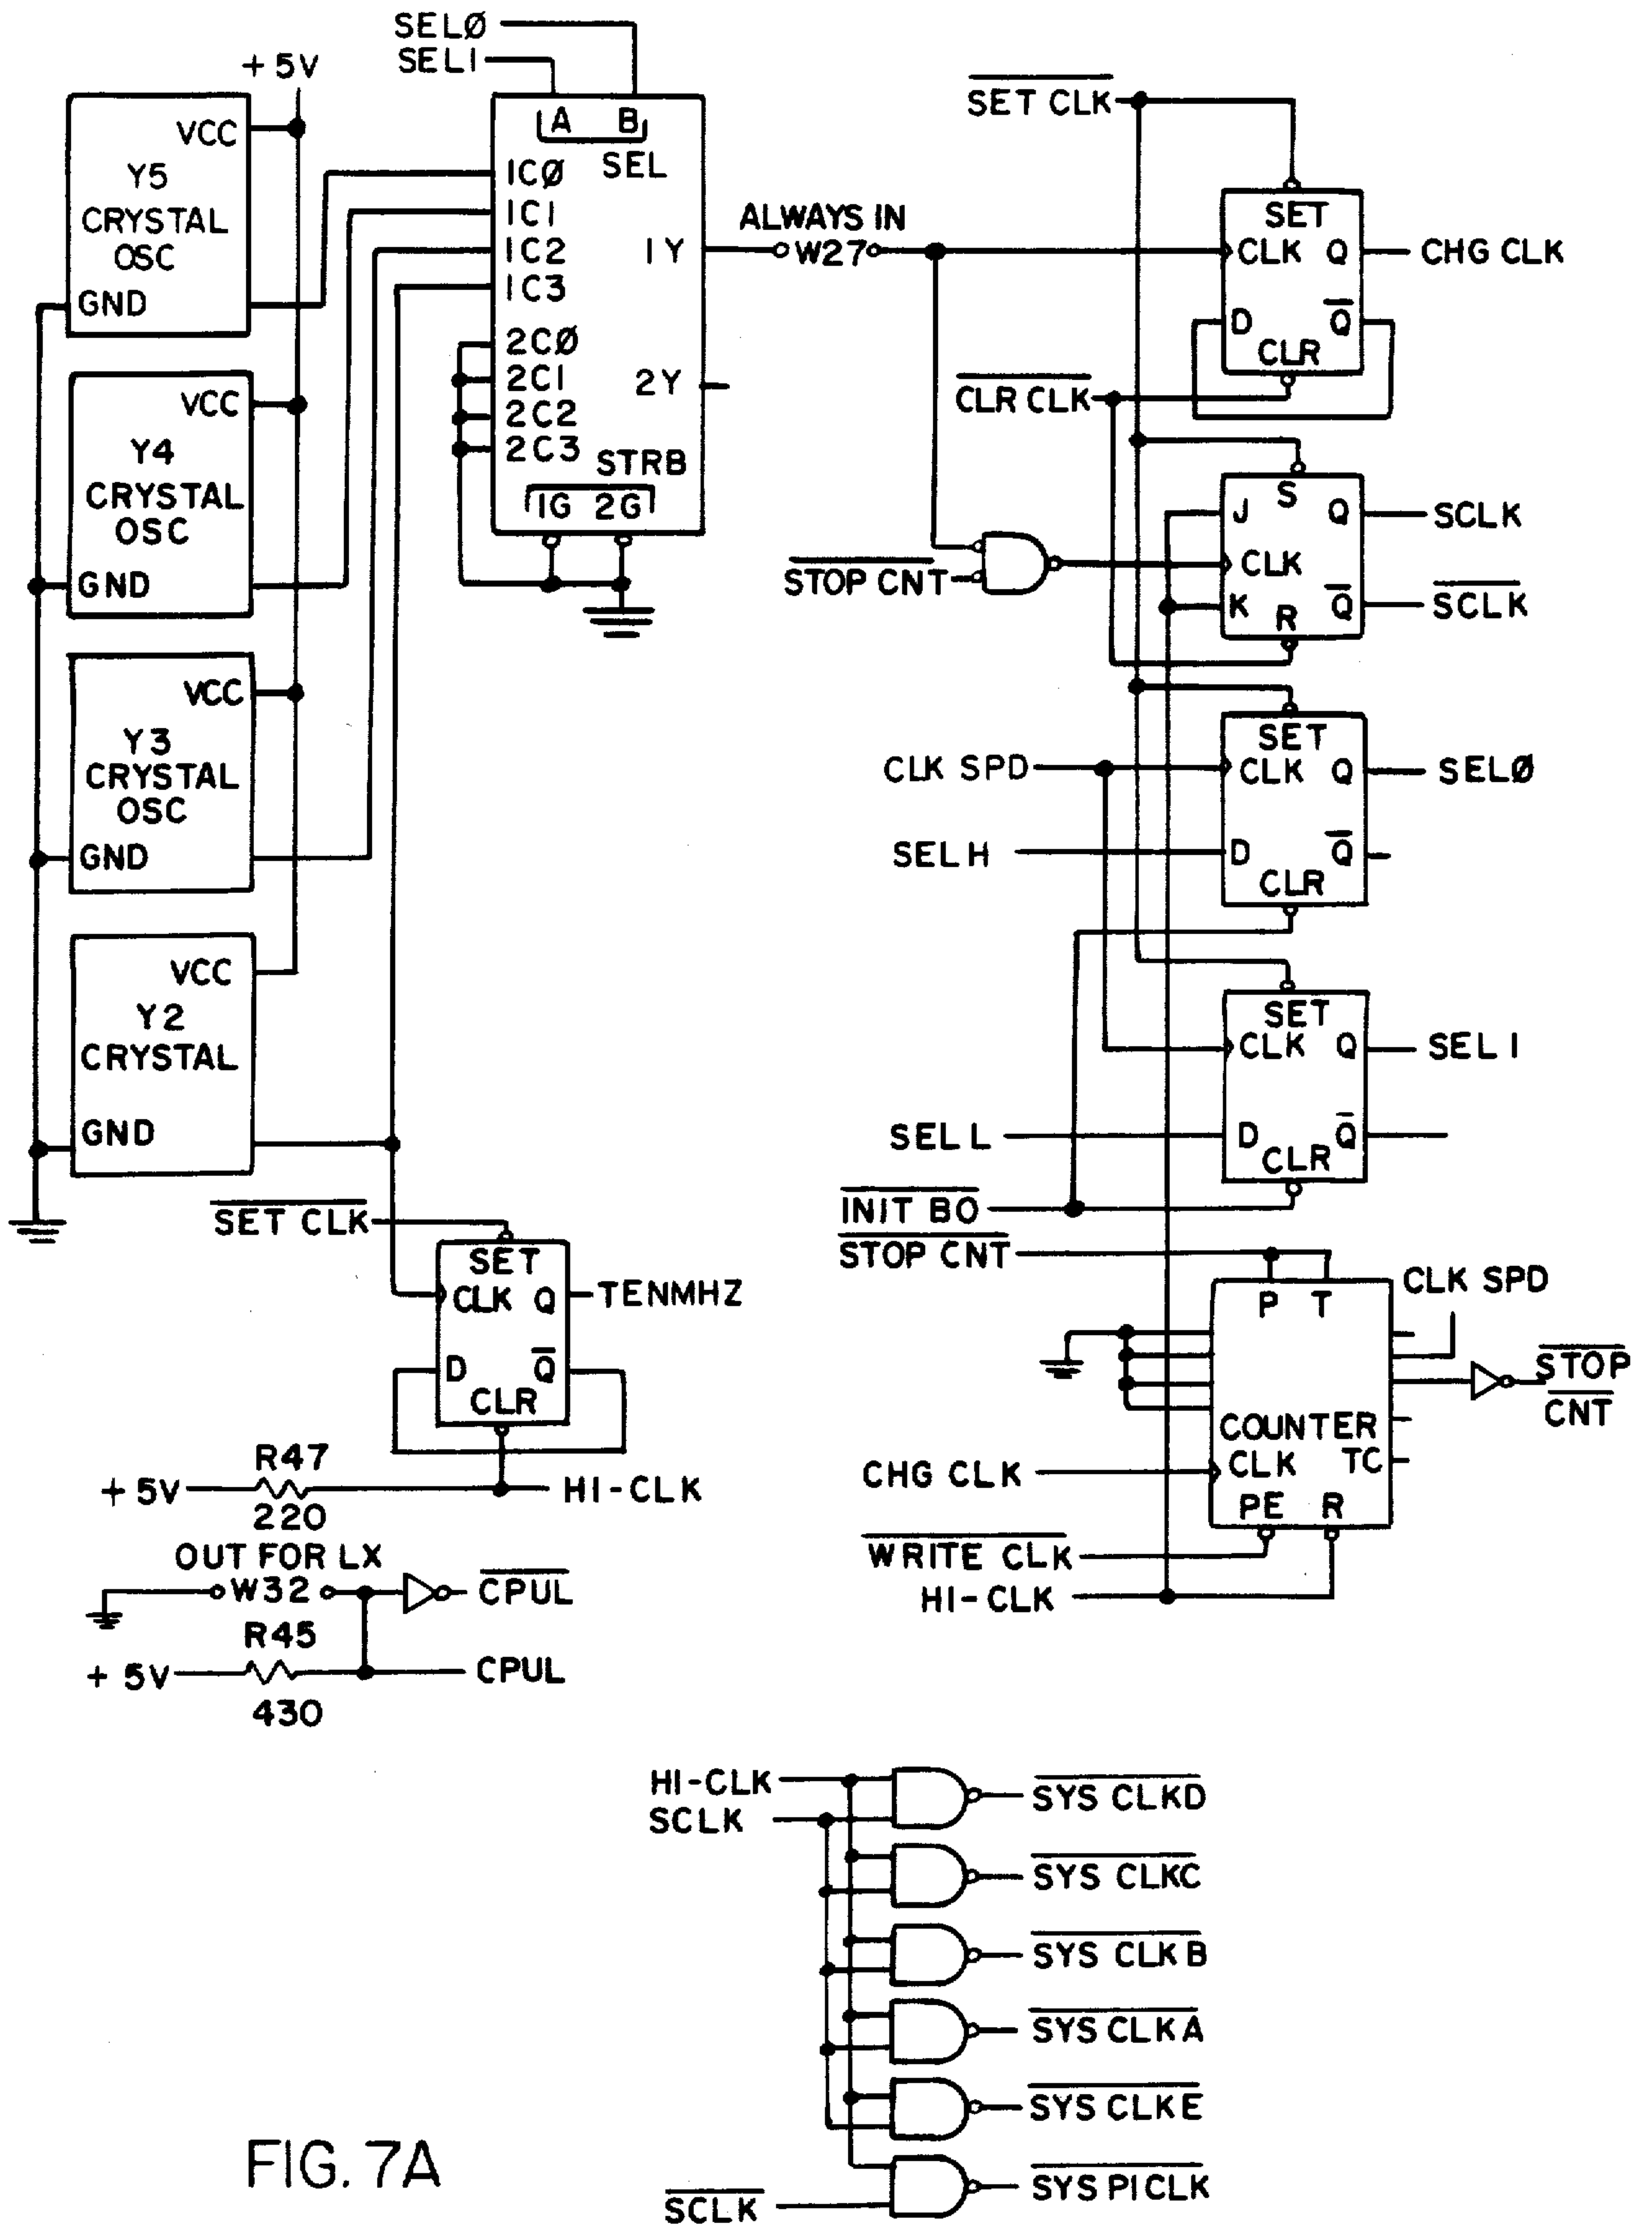 SELØ
SEL1
+5V
VCC
Y5
CRYSTAL
OSC
GND
VCC
Y4
CRYSTAL
OSC
GND
VCC
Y3
CRYSTAL
OSC
GND
VCC
Y2
CRYSTAL
GND
A B
SEL
1CØ
1C1
1C2
1C3
2CØ
2C1
2C2
2C3
1Y
2Y
STRB
1G 2G
ALWAYS IN
W27
SET CLK
SET
CLK Q
D Q
CLR
CHG CLK
CLR CLK
STOP CNT
S
J Q
CLK
K Q
R
SCLK
SCLK
CLK SPD
SEL H
SET
CLK Q
D Q
CLR
SELØ
SET
CLK Q
D Q
CLR
SEL 1
SEL L
INIT BO
STOP CNT
P T
COUNTER
CLK TC
PE R
CLK SPD
STOP
CNT
CHG CLK
WRITE CLK
HI-CLK
SET CLK
SET
CLK Q
D Q
CLR
TENMHZ
R47
+5V
220
HI-CLK
OUT FOR LX
W32
CPUL
R45
+5V
430
CPUL
HI-CLK
SCLK
SYS CLKD
SYS CLKC
SYS CLKB
SYS CLKA
SYS CLKE
SYS PICLK
SCLK
FIG. 7A